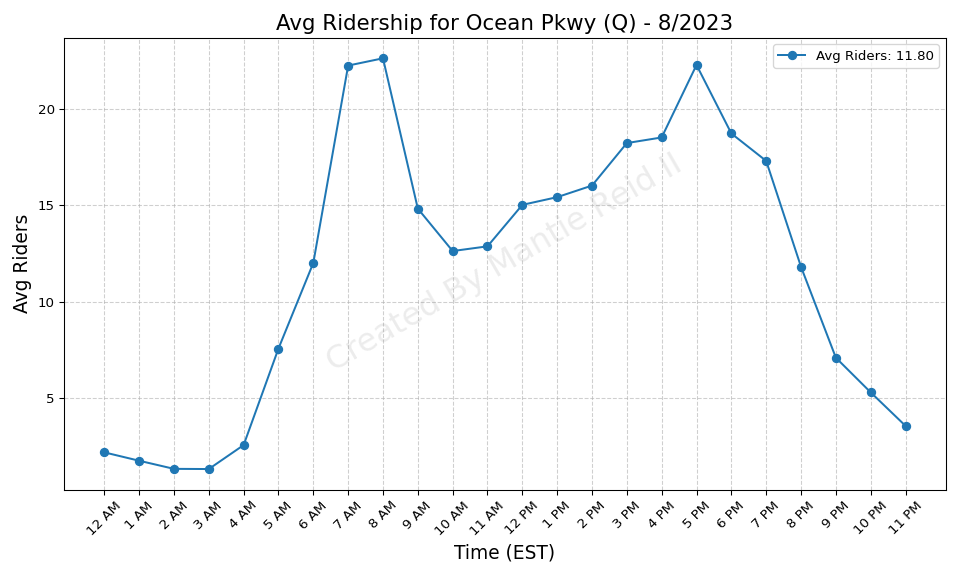 Avg Ridership for Ocean Pkwy (Q) - 8/2023
Avg Riders: 11.80
Avg Riders
20
15
10
5
Created By Mantie Reid II
12 AM
1 AM
2 AM
3 AM
4 AM
5 AM
6 AM
7 AM
8 AM
9 AM
10 AM
11 AM
12 PM
1 PM
2 PM
3 PM
4 PM
5 PM
6 PM
7 PM
8 PM
9 PM
10 PM
11 PM
Time (EST)